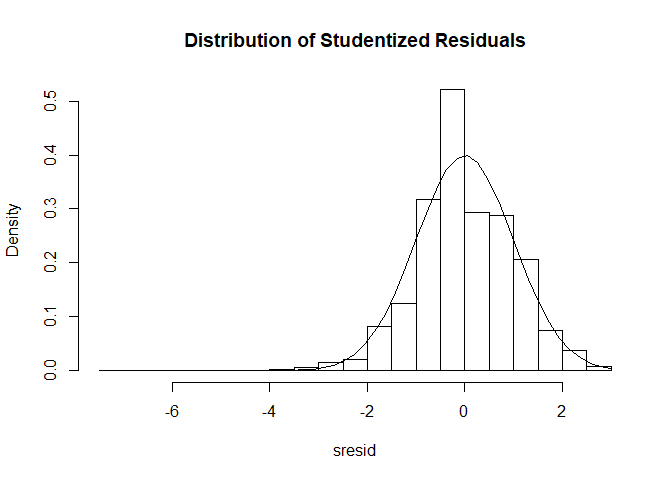 Distribution of Studentized Residuals
Density
0.0 0.1 0.2 0.3 0.4 0.5
-6 -4 -2 0 2
sresid